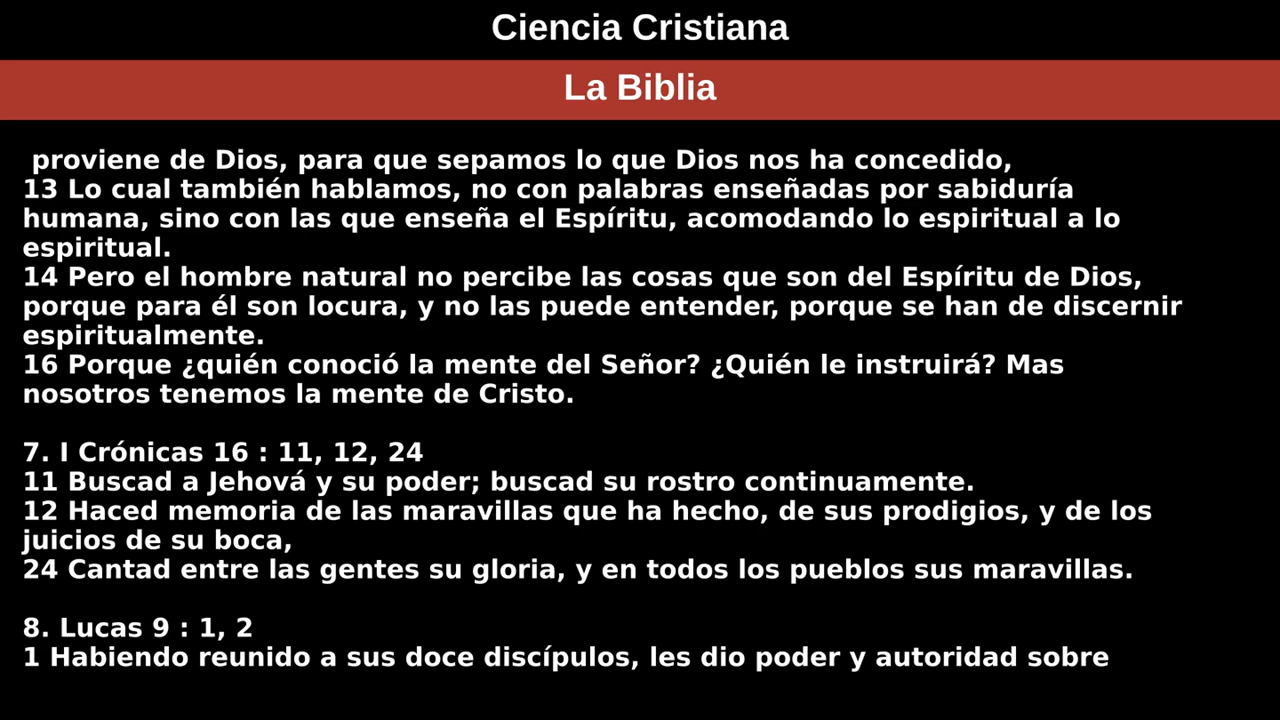 Ciencia Cristiana
La Biblia
proviene de Dios, para que sepamos lo que Dios nos ha concedido,
13 Lo cual también hablamos, no con palabras enseñadas por sabiduría
humana, sino con las que enseña el Espíritu, acomodando lo espiritual a lo
espiritual.
14 Pero el hombre natural no percibe las cosas que son del Espíritu de Dios,
porque para él son locura, y no las puede entender, porque se han de discernir
espiritualmente.
16 Porque ¿quién conoció la mente del Señor? ¿Quién le instruirá? Mas
nosotros tenemos la mente de Cristo.
7. I Crónicas 16 : 11, 12, 24
11 Buscad a Jehová y su poder; buscad su rostro continuamente.
12 Haced memoria de las maravillas que ha hecho, de sus prodigios, y de los
juicios de su boca,
24 Cantad entre las gentes su gloria, y en todos los pueblos sus maravillas.
8. Lucas 9 : 1, 2
1 Habiendo reunido a sus doce discípulos, les dio poder y autoridad sobre